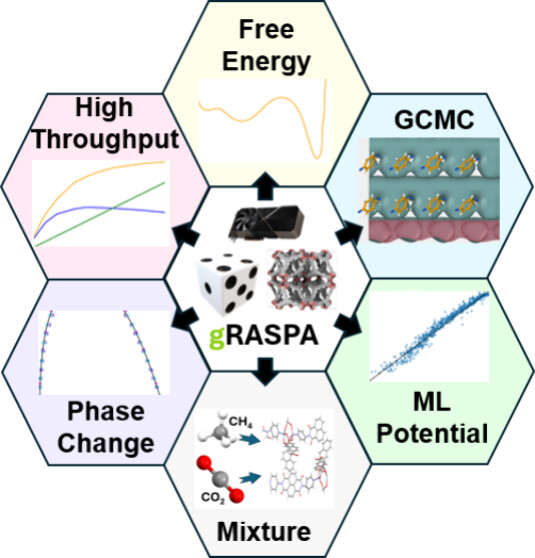 Free
Energy
High
Throughput
GCMC
gRASPA
Phase
Change
ML
Potential
CH₄
CO₂
Mixture